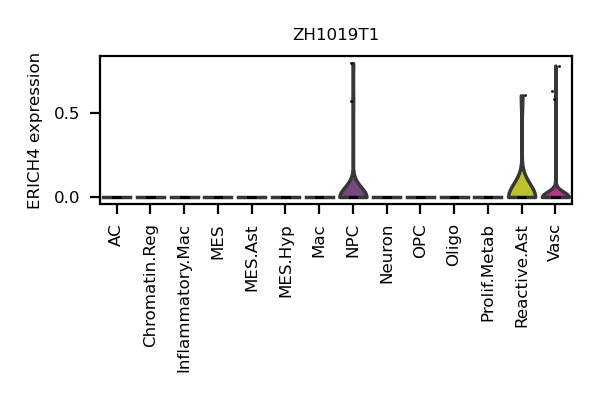 ZH1019T1
ERICH4 expression
0.5
0.0
AC
Chromatin.Reg
Inflammatory.Mac
MES
MES.Ast
MES.Hyp
Mac
NPC
Neuron
OPC
Oligo
Prolif.Metab
Reactive.Ast
Vasc